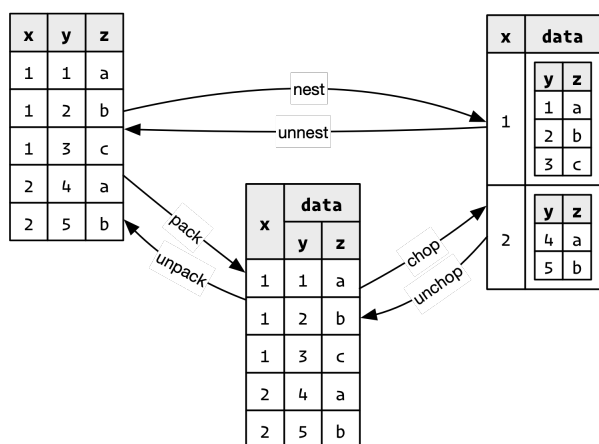 x y z
1 1 a
1 2 b
1 3 c
2 4 a
2 5 b
nest
unnest
x data
1
y z
1 a
2 b
3 c
2
y z
4 a
5 b
pack
unpack
chop
unchop
x data
y z
1 1 a
1 2 b
1 3 c
2 4 a
2 5 b